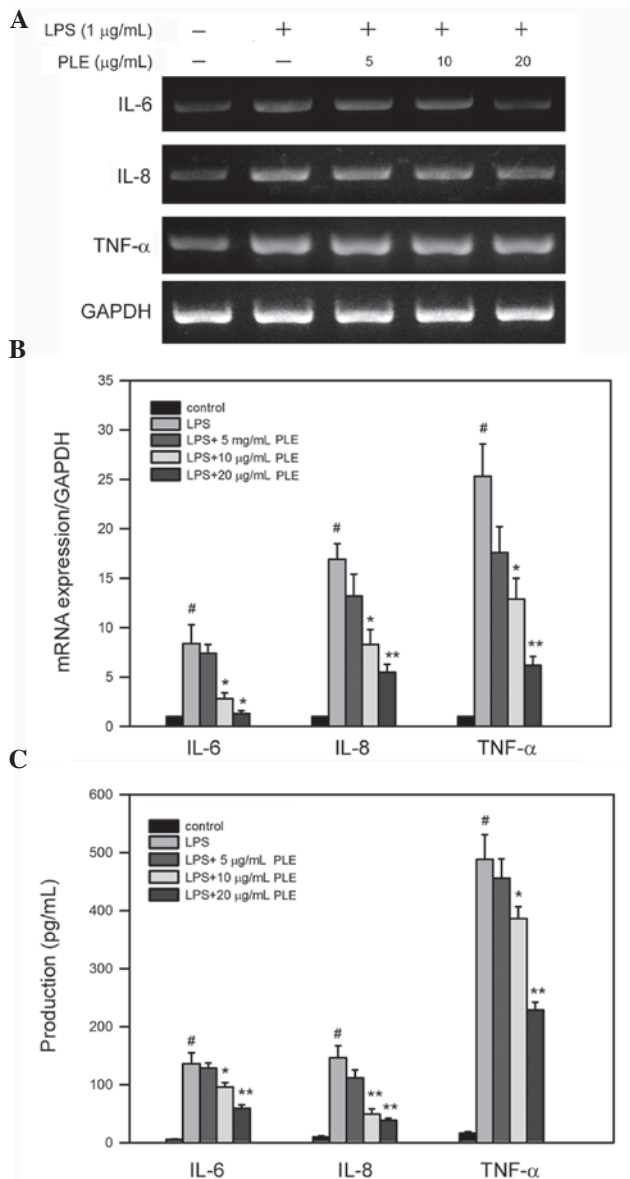 A
LPS (1 µg/mL) − + + + +
PLE (µg/mL) − − 5 10 20
IL-6
IL-8
TNF-α
GAPDH
B
mRNA expression/GAPDH
35
30
25
20
15
10
5
0
control
LPS
LPS+ 5 mg/mL PLE
LPS+10 µg/mL PLE
LPS+20 µg/mL PLE
# * *
# * **
# * **
IL-6 IL-8 TNF-α
C
Production (pg/mL)
600
500
400
300
200
100
0
control
LPS
LPS+ 5 µg/mL PLE
LPS+10 µg/mL PLE
LPS+20 µg/mL PLE
# * **
# ** **
# * **
IL-6 IL-8 TNF-α